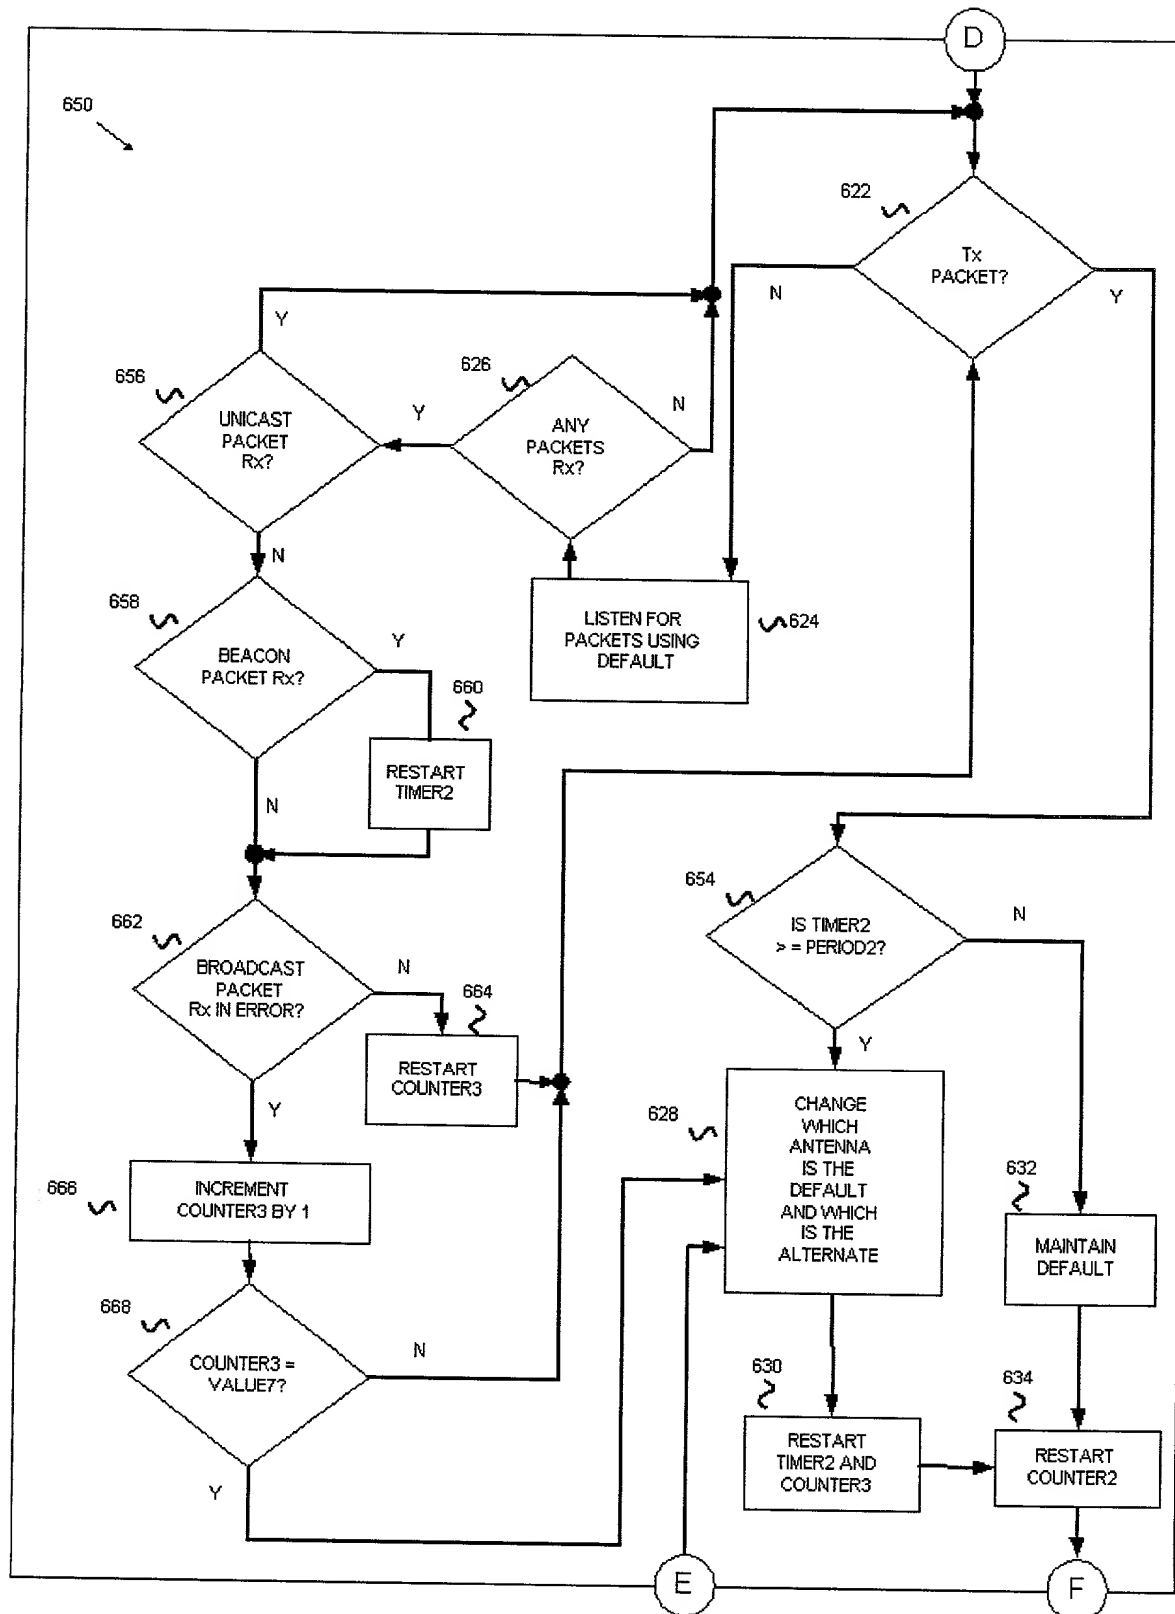 D
650
622
Tx
PACKET?
N
Y
Y
656
626
UNICAST
PACKET
Rx?
Y
ANY
PACKETS
Rx?
N
N
658
BEACON
PACKET Rx?
Y
LISTEN FOR
PACKETS USING
DEFAULT
624
660
RESTART
TIMER2
N
654
IS TIMER2
> = PERIOD2?
N
Y
662
BROADCAST
PACKET
Rx IN ERROR?
N
664
RESTART
COUNTER3
Y
628
CHANGE
WHICH
ANTENNA
IS THE
DEFAULT
AND WHICH
IS THE
ALTERNATE
666
INCREMENT
COUNTER3 BY 1
632
MAINTAIN
DEFAULT
668
COUNTER3 =
VALUE7?
N
Y
630
RESTART
TIMER2 AND
COUNTER3
634
RESTART
COUNTER2
E
F